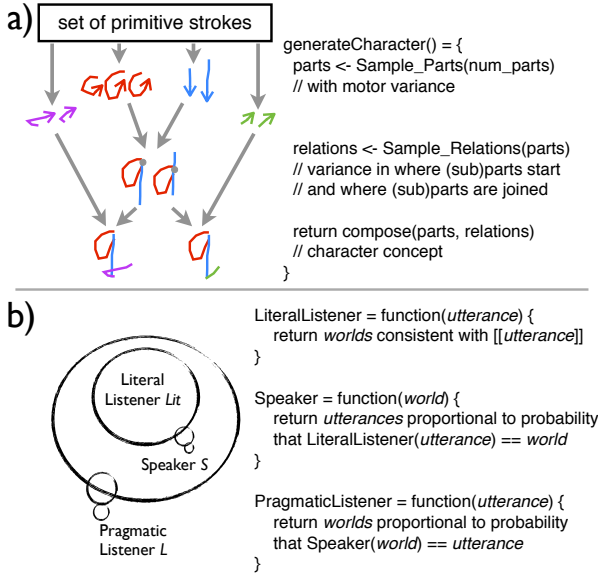 a)
set of primitive strokes
generateCharacter() = {
parts <- Sample_Parts(num_parts)
// with motor variance
relations <- Sample_Relations(parts)
// variance in where (sub)parts start
// and where (sub)parts are joined
return compose(parts, relations)
// character concept
}
b)
Literal
Listener Lit
Speaker S
Pragmatic
Listener L
LiteralListener = function(utterance) {
return worlds consistent with [[utterance]]
}
Speaker = function(world) {
return utterances proportional to probability
that LiteralListener(utterance) == world
}
PragmaticListener = function(utterance) {
return worlds proportional to probability
that Speaker(world) == utterance
}